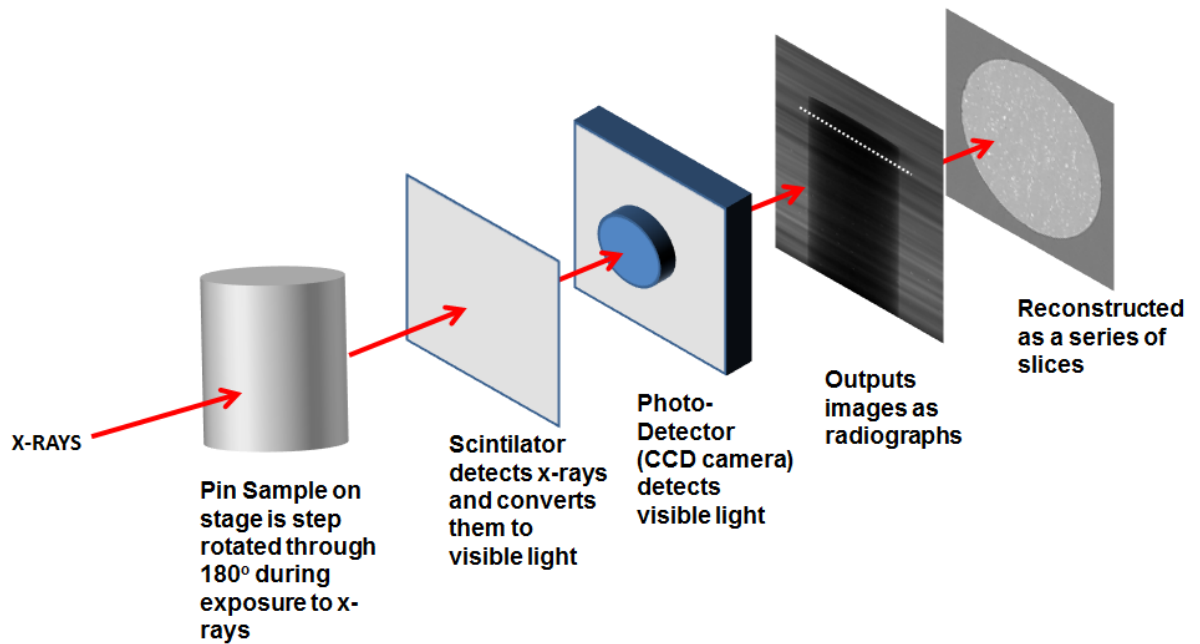 X-RAYS
Pin Sample on
stage is step
rotated through
180º during
exposure to x-
rays
Scintilator
detects x-rays
and converts
them to
visible light
Photo-
Detector
(CCD camera)
detects
visible light
Outputs
images as
radiographs
Reconstructed
as a series of
slices